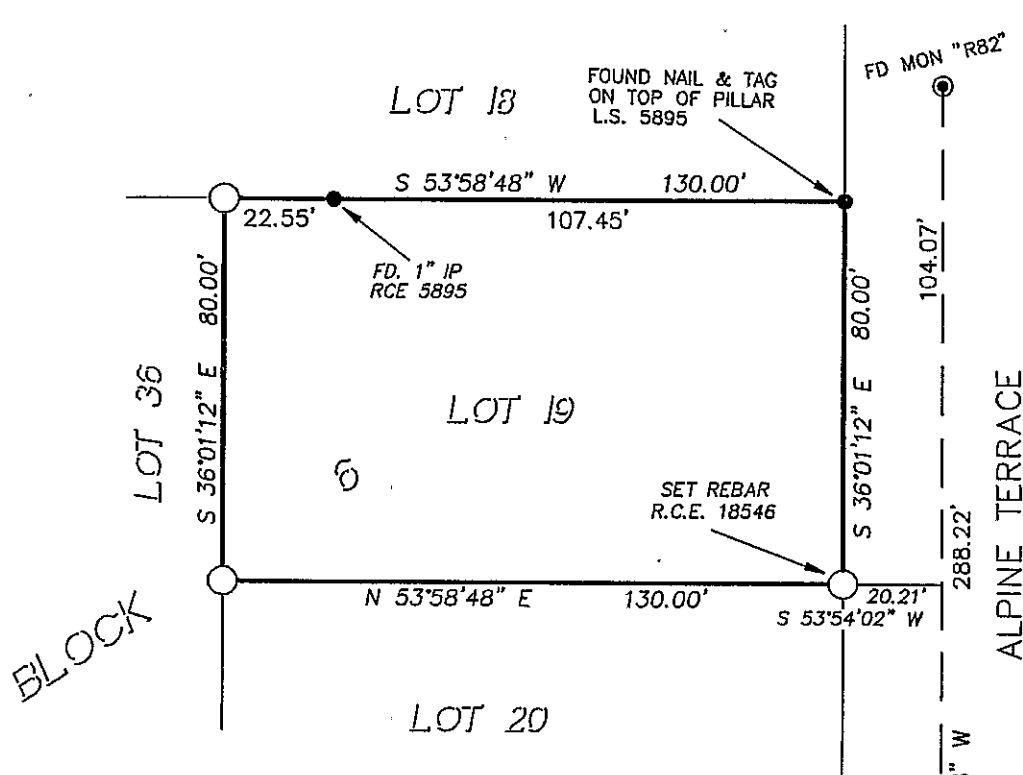 FD MON "R82"
FOUND NAIL & TAG
ON TOP OF PILLAR
L.S. 5895
LOT 18
S 53°58'48" W 130.00'
22.55' 107.45'
FD. 1" IP
RCE 5895
104.07'
S 36°01'12" E 80.00'
S 36°01'12" E 80.00'
LOT 36
LOT 19
6
SET REBAR
R.C.E. 18546
288.22'
ALPINE TERRACE
N 53°58'48" E 130.00'
20.21'
S 53°54'02" W
BLOCK
LOT 20
" W